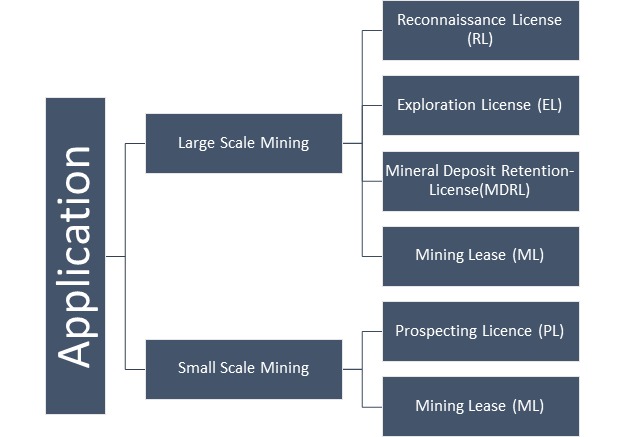 Application
Large Scale Mining
Reconnaissance License
(RL)
Exploration License (EL)
Mineral Deposit Retention-
License(MDRL)
Mining Lease (ML)
Small Scale Mining
Prospecting Licence (PL)
Mining Lease (ML)